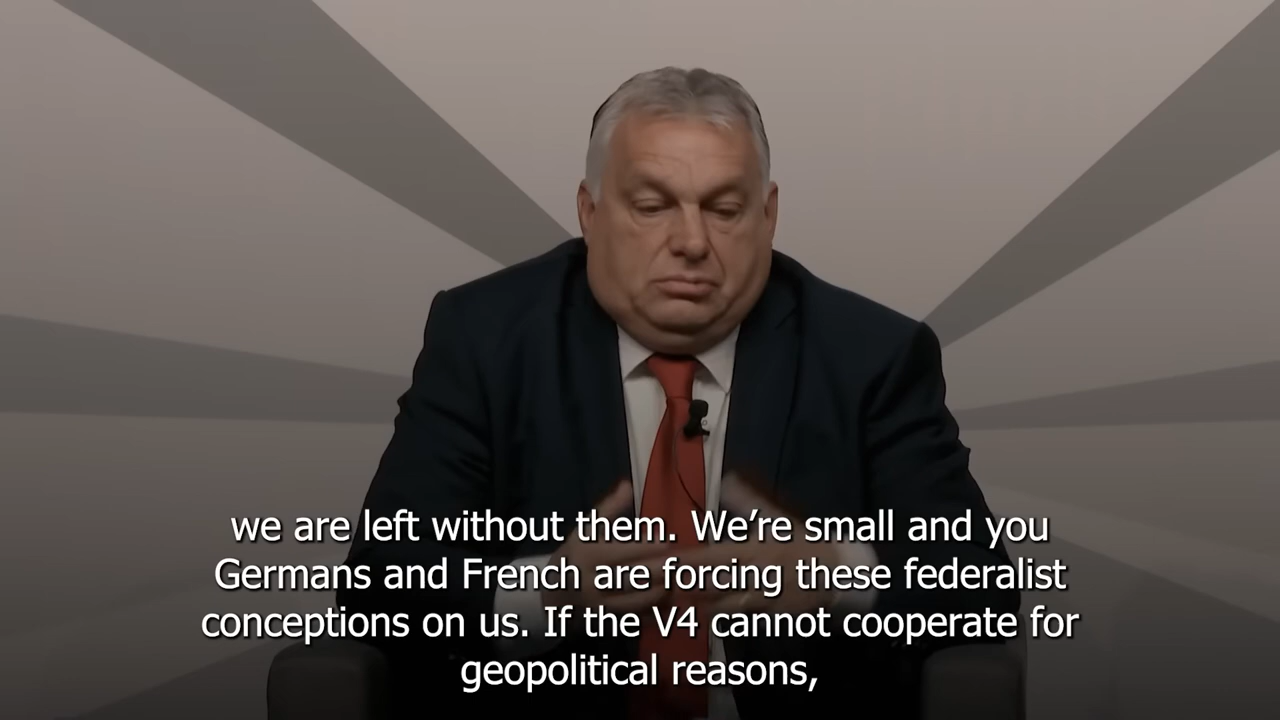 we are left without them. We’re small and you
Germans and French are forcing these federalist
conceptions on us. If the V4 cannot cooperate for
geopolitical reasons,